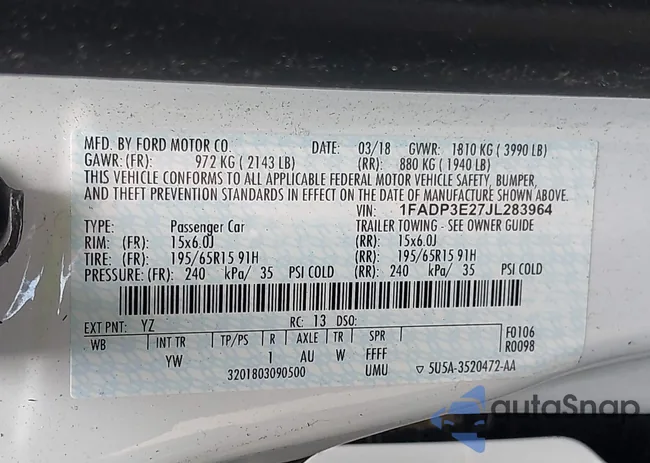 MFD. BY FORD MOTOR CO. DATE: 03/18 GVWR: 1810 KG ( 3990 LB)
GAWR: (FR): 972 KG ( 2143 LB) (RR): 880 KG ( 1940 LB)
THIS VEHICLE CONFORMS TO ALL APPLICABLE FEDERAL MOTOR VEHICLE SAFETY, BUMPER,
AND THEFT PREVENTION STANDARDS IN EFFECT ON THE DATE OF MANUFACTURE SHOWN ABOVE.
VIN: 1FADP3E27JL283964
TYPE: Passenger Car TRAILER TOWING - SEE OWNER GUIDE
RIM: (FR): 15x6.0J (RR): 15x6.0J
TIRE: (FR): 195/65R15 91H (RR): 195/65R15 91H
PRESSURE: (FR): 240 kPa/ 35 PSI COLD (RR): 240 kPa/ 35 PSI COLD
EXT PNT: YZ RC: 13 DSO: F0106
WB INT TR TP/PS R AXLE TR SPR R0098
YW 1 AU W FFFF
3201803090500 UMU 5U5A-3520472-AA
autoSnap